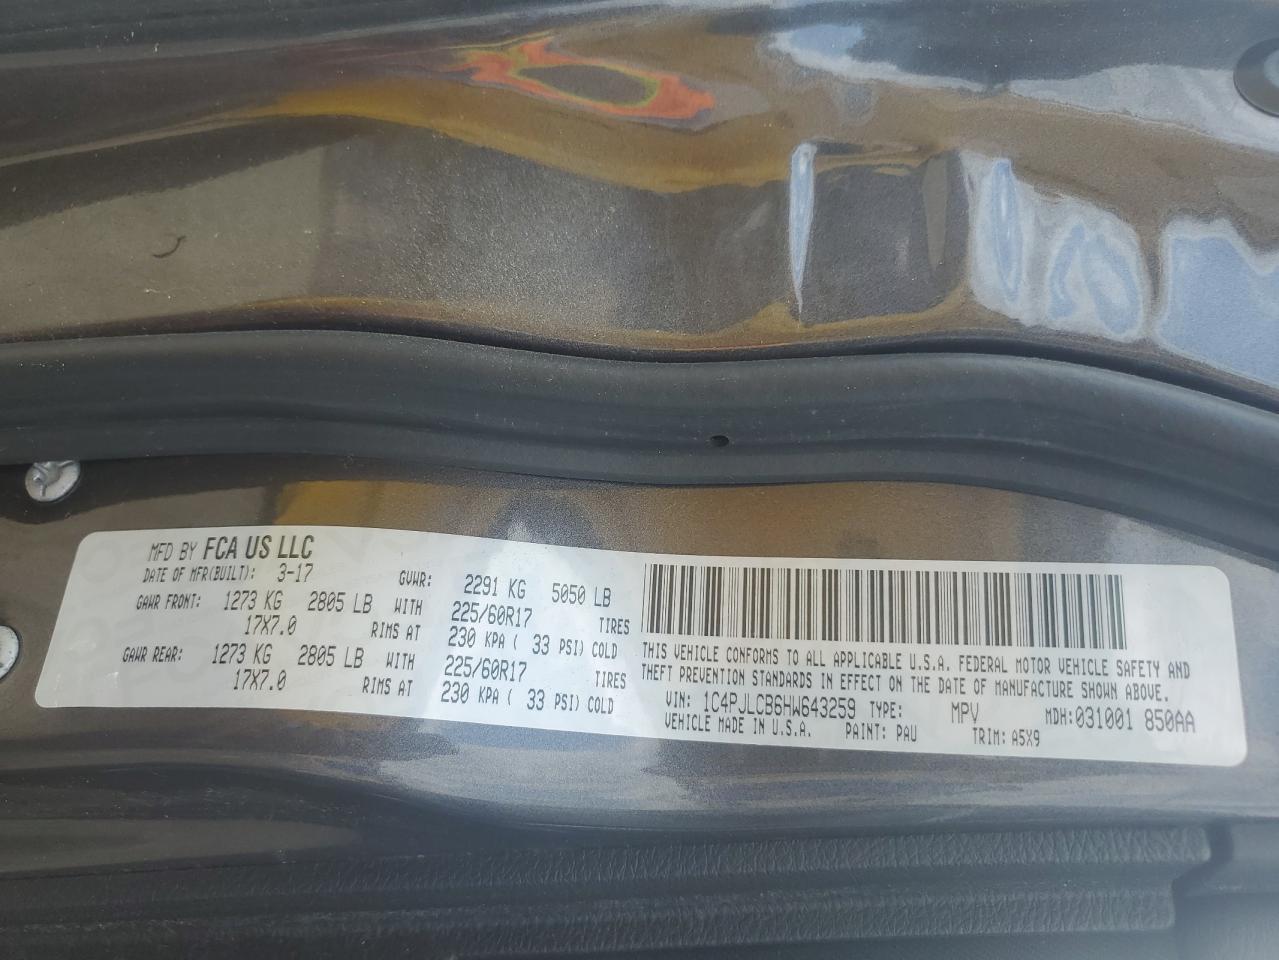 MFD BY FCA US LLC
DATE OF MFR(BUILT): 3-17 GVWR: 2291 KG 5050 LB
GAWR FRONT: 1273 KG 2805 LB WITH 225/60R17 TIRES
17X7.0 RIMS AT 230 KPA ( 33 PSI) COLD
GAWR REAR: 1273 KG 2805 LB WITH 225/60R17 TIRES
17X7.0 RIMS AT 230 KPA ( 33 PSI) COLD
THIS VEHICLE CONFORMS TO ALL APPLICABLE U.S.A. FEDERAL MOTOR VEHICLE SAFETY AND
THEFT PREVENTION STANDARDS IN EFFECT ON THE DATE OF MANUFACTURE SHOWN ABOVE.
VIN: 1C4PJLCB6HW643259 TYPE: MPV MDH:031001 850AA
VEHICLE MADE IN U.S.A. PAINT: PAU TRIM: A5X9